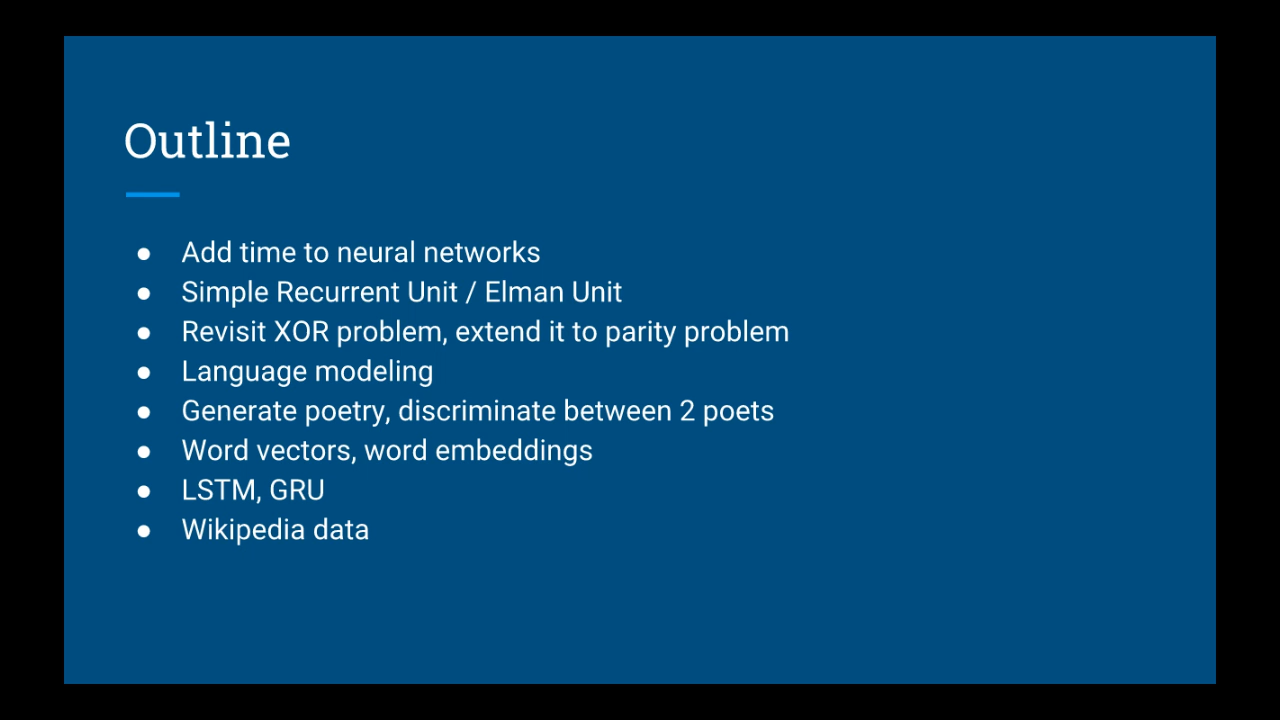 Outline
● Add time to neural networks
● Simple Recurrent Unit / Elman Unit
● Revisit XOR problem, extend it to parity problem
● Language modeling
● Generate poetry, discriminate between 2 poets
● Word vectors, word embeddings
● LSTM, GRU
● Wikipedia data